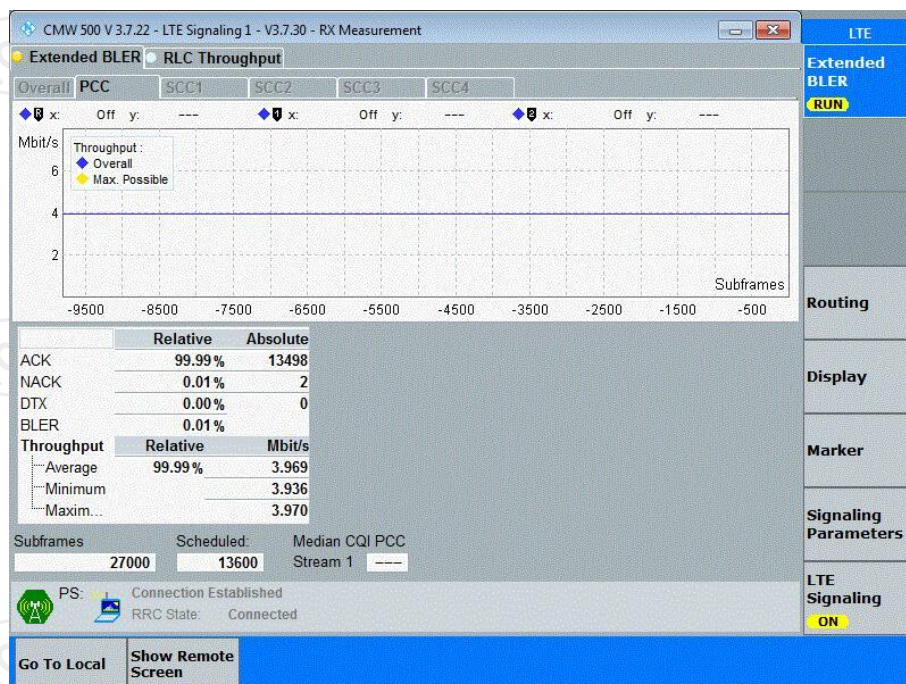 CMW 500 V 3.7.22 - LTE Signaling 1 - V3.7.30 - RX Measurement
LTE
Extended BLER RLC Throughput
Extended
BLER
RUN
Overall PCC SCC1 SCC2 SCC3 SCC4
R x: Off y: --- 1 x: Off y: --- 2 x: Off y: ---
Mbit/s
Throughput :
Overall
Max. Possible
6
4
2
Subframes
-9500 -8500 -7500 -6500 -5500 -4500 -3500 -2500 -1500 -500
Routing
Relative Absolute
ACK 99.99 % 13498
NACK 0.01 % 2
DTX 0.00 % 0
BLER 0.01 %
Display
Throughput Relative Mbit/s
Average 99.99 % 3.969
Minimum 3.936
Maxim... 3.970
Marker
Subframes Scheduled: Median CQI PCC
27000 13600 Stream 1 ---
Signaling
Parameters
PS: Connection Established
RRC State: Connected
LTE
Signaling
ON
Go To Local
Show Remote
Screen